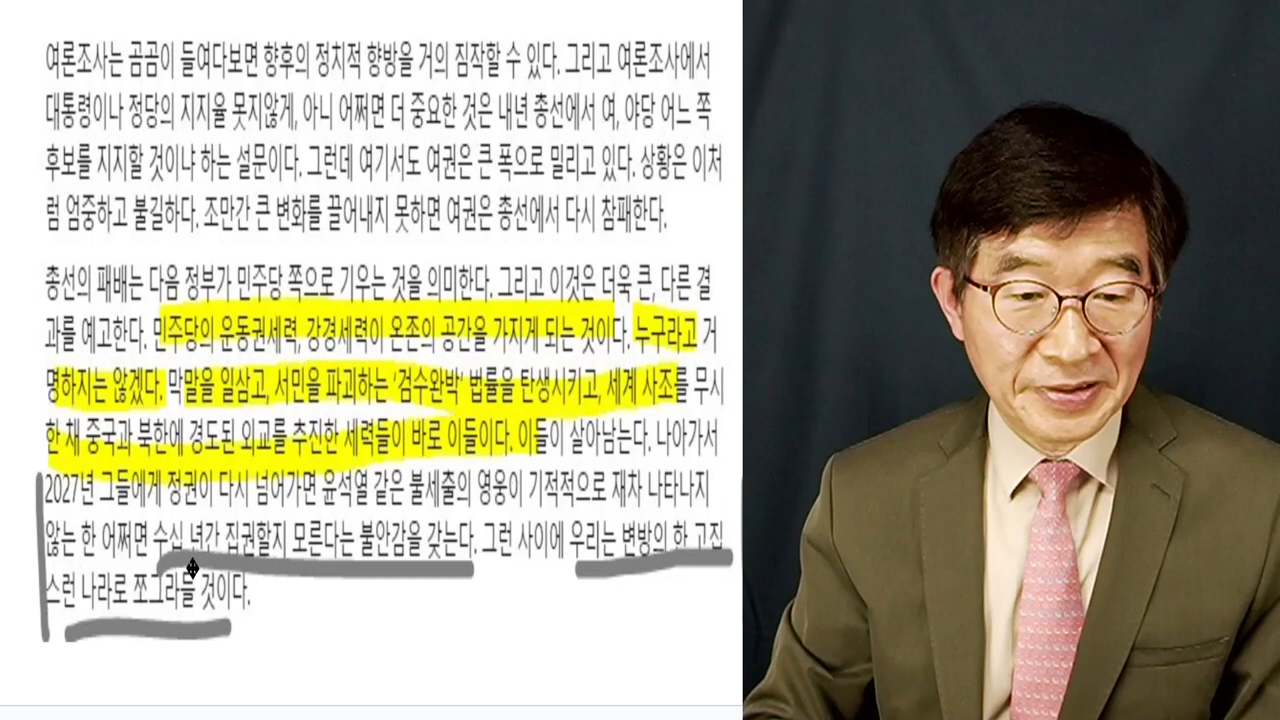 여론조사는 곰곰이 들여다보면 향후의 정치적 향방을 거의 짐작할 수 있다. 그리고 여론조사에서
대통령이나 정당의 지지율 못지않게, 아니 어쩌면 더 중요한 것은 내년 총선에서 여, 야당 어느 쪽
후보를 지지할 것이냐 하는 설문이다. 그런데 여기서도 여권은 큰 폭으로 밀리고 있다. 상황은 이처
럼 엄중하고 불길하다. 조만간 큰 변화를 끌어내지 못하면 여권은 총선에서 다시 참패한다.
총선의 패배는 다음 정부가 민주당 쪽으로 기우는 것을 의미한다. 그리고 이것은 더욱 큰, 다른 결
과를 예고한다. 민주당의 운동권세력, 강경세력이 온존의 공간을 가지게 되는 것이다. 누구라고 거
명하지는 않겠다. 막말을 일삼고, 서민을 파괴하는 '검수완박' 법률을 탄생시키고, 세계 사조를 무시
한 채 중국과 북한에 경도된 외교를 추진한 세력들이 바로 이들이다. 이들이 살아남는다. 나아가서
2027년 그들에게 정권이 다시 넘어가면 윤석열 같은 불세출의 영웅이 기적적으로 재차 나타나지
않는 한 어쩌면 수십 년간 집권할지 모른다는 불안감을 갖는다. 그런 사이에 우리는 변방의 한 고집
스런 나라로 쪼그라들 것이다.